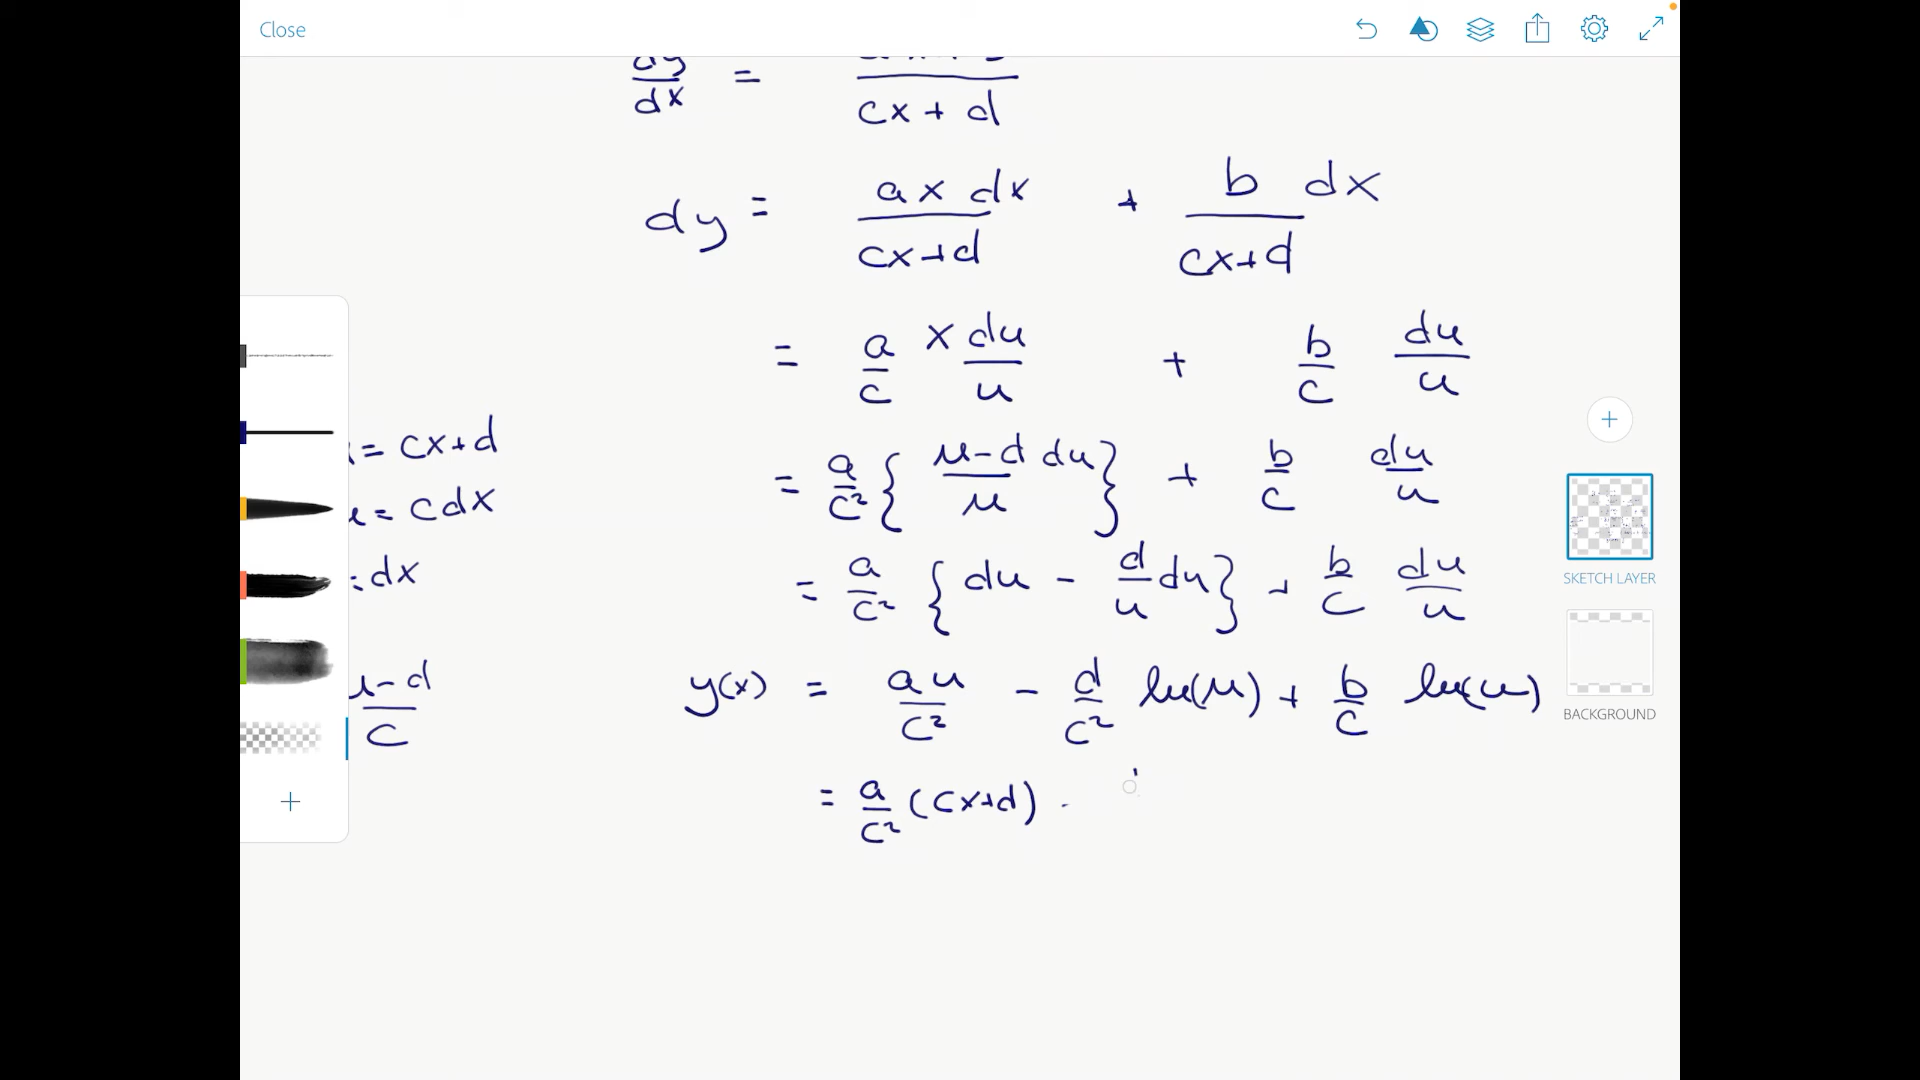 Close
dy/dx = /(cx + d)
dy = ax dx/(cx+d) + b dx/(cx+d)
= a/c x du/u + b/c du/u
= cx+d
= a/c² { u-d du/u } + b/c du/u
= cdx
= a/c² { du - d/u du } + b/c du/u
= dx
SKETCH LAYER
u-d/c
y(x) = au/c² - d/c² ln(u) + b/c ln(u)
BACKGROUND
= a/c² (cx+d) -